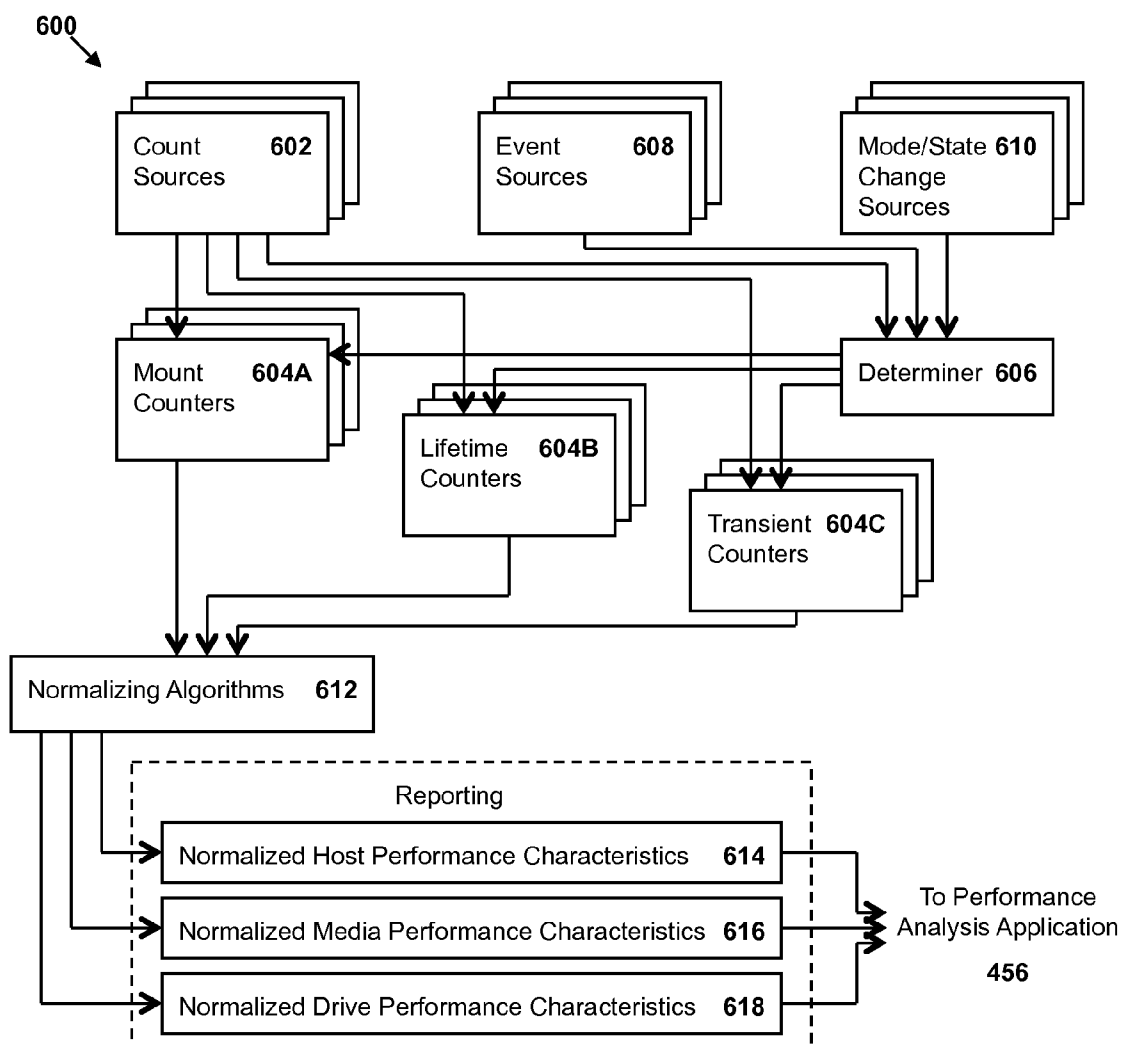 600
Count 602
Sources
Event 608
Sources
Mode/State 610
Change
Sources
Mount 604A
Counters
Determiner 606
Lifetime 604B
Counters
Transient 604C
Counters
Normalizing Algorithms 612
Reporting
Normalized Host Performance Characteristics 614
Normalized Media Performance Characteristics 616
Normalized Drive Performance Characteristics 618
To Performance
Analysis Application
456